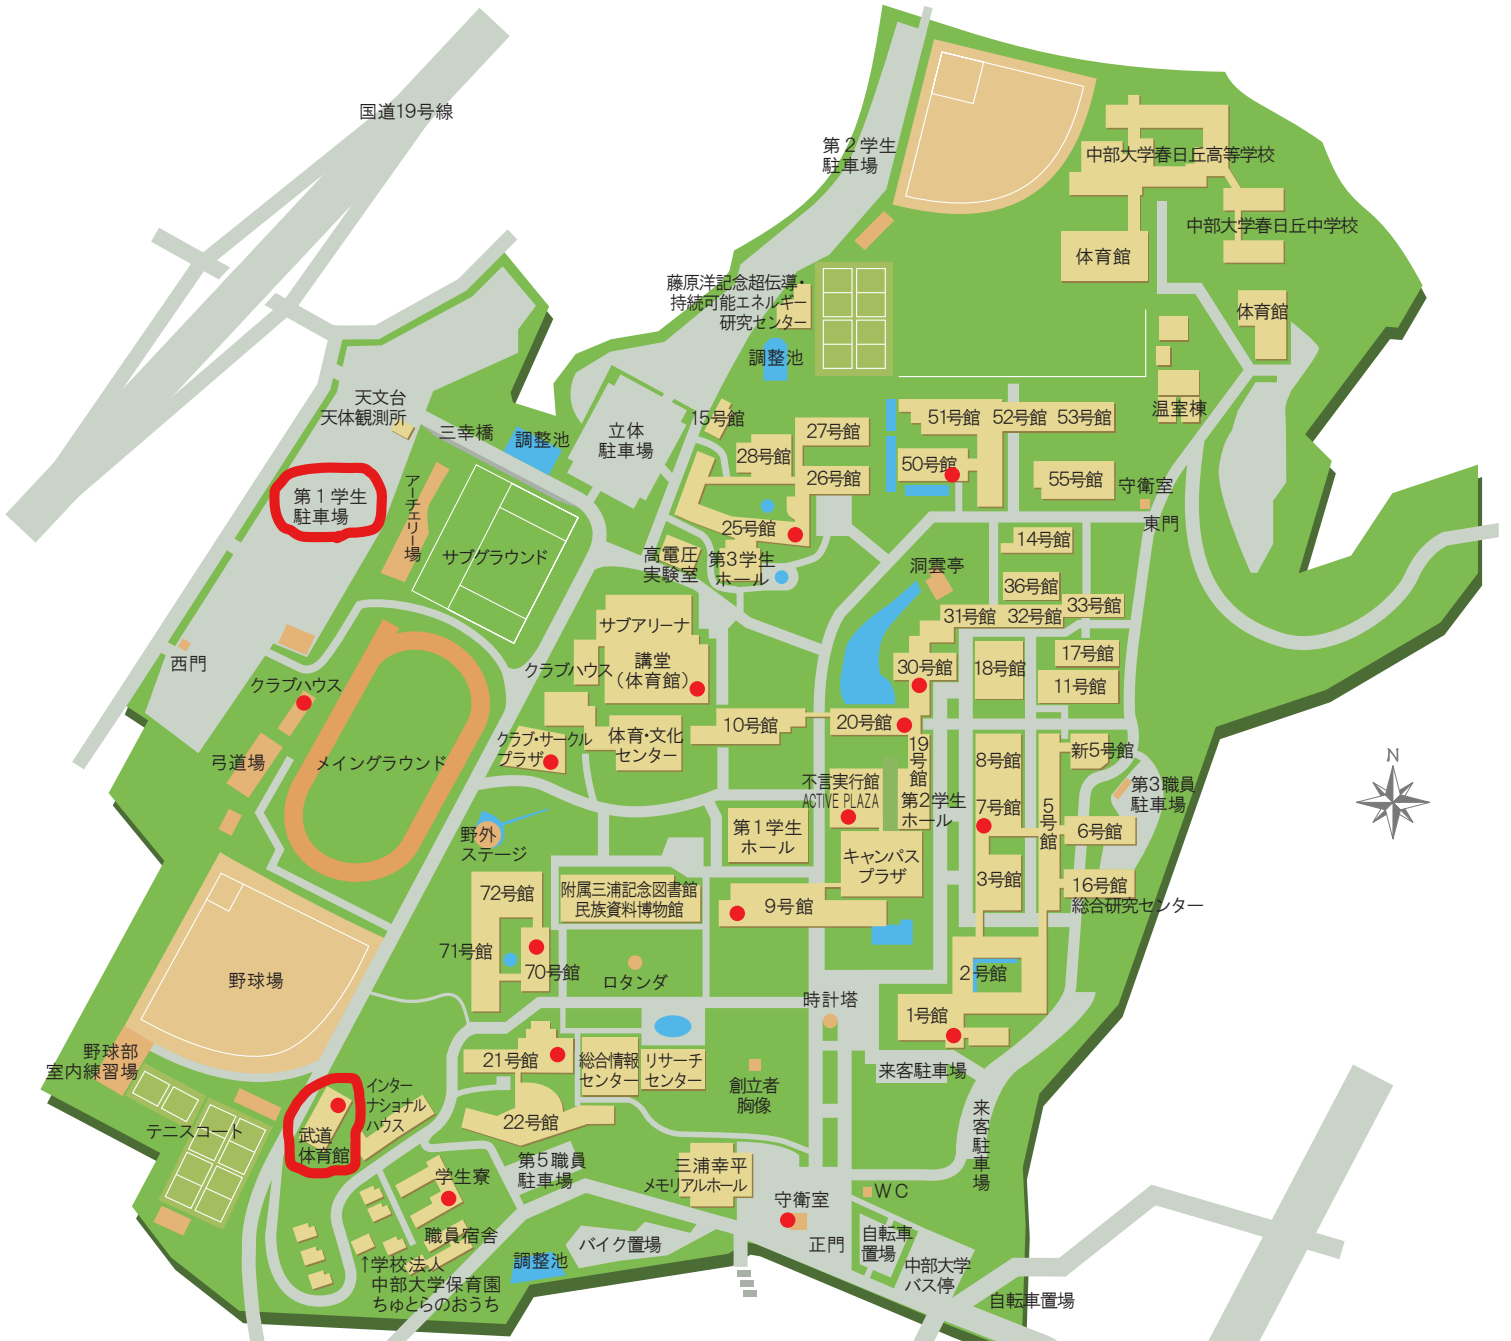 国道19号線
第2学生
駐車場
中部大学春日丘高等学校
中部大学春日丘中学校
体育館
体育館
藤原洋記念超伝導・
持続可能エネルギー
研究センター
調整池
温室棟
天文台
天体観測所
三幸橋
調整池
立体
駐車場
15号館
27号館
28号館
26号館
25号館
51号館
52号館
53号館
50号館
55号館
守衛室
東門
第1学生
駐車場
アーチェリー場
サブグラウンド
高電圧
実験室
第3学生
ホール
14号館
洞雲亭
36号館
33号館
31号館
32号館
サブアリーナ
講堂
(体育館)
クラブハウス
30号館
18号館
17号館
11号館
西門
クラブハウス
弓道場
メイングラウンド
クラブ・サークル
プラザ
体育・文化
センター
10号館
20号館
19号館
8号館
新5号館
不言実行館
ACTIVE PLAZA
第2学生
ホール
7号館
5号館
第3職員
駐車場
6号館
野外
ステージ
第1学生
ホール
キャンパス
プラザ
3号館
16号館
総合研究センター
72号館
附属三浦記念図書館
民族資料博物館
9号館
71号館
70号館
ロタンダ
2号館
野球場
時計塔
1号館
野球部
室内練習場
21号館
総合情報
センター
リサーチ
センター
創立者
胸像
来客駐車場
来客駐車場
インター
ナショナル
ハウス
テニスコート
武道
体育館
22号館
第5職員
駐車場
三浦幸平
メモリアルホール
学生寮
守衛室
WC
職員宿舎
バイク置場
正門
自転車
置場
調整池
↑学校法人
中部大学保育園
ちゅとらのおうち
中部大学
バス停
自転車置場
N